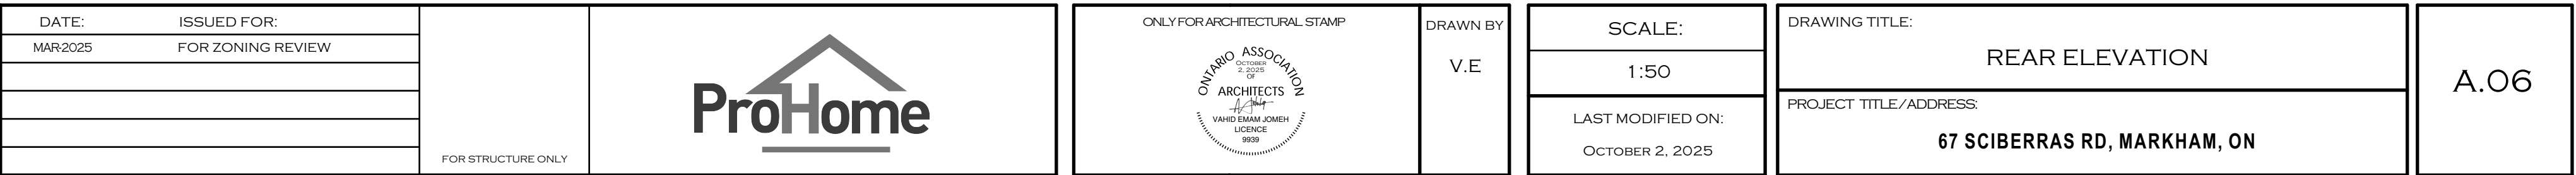 DATE: ISSUED FOR:
MAR-2025 FOR ZONING REVIEW
FOR STRUCTURE ONLY
ProHome
ONLY FOR ARCHITECTURAL STAMP
ONTARIO ASSOCIATION
OCTOBER
2, 2025
OF
ARCHITECTS
VAHID EMAM JOMEH
LICENCE
9939
DRAWN BY
V.E
SCALE:
1:50
LAST MODIFIED ON:
OCTOBER 2, 2025
DRAWING TITLE:
REAR ELEVATION
PROJECT TITLE/ADDRESS:
67 SCIBERRAS RD, MARKHAM, ON
A.06